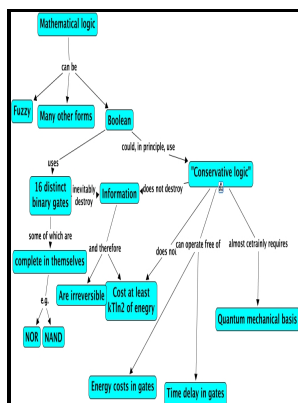 Mathematical logic
can be
Fuzzy
Many other forms
Boolean
could, in principle, use
uses
"Conservative logic"
16 distinct
binary gates
inevitably
destroy
Information
does not destroy
some of which are
and therefore
does not
can operate free of
almost cetrainly requires
complete in themselves
Are irreversible
Cost at least
kTln2 of enegry
e.g.
Quantum mechanical basis
NOR
NAND
Energy costs in gates
Time delay in gates